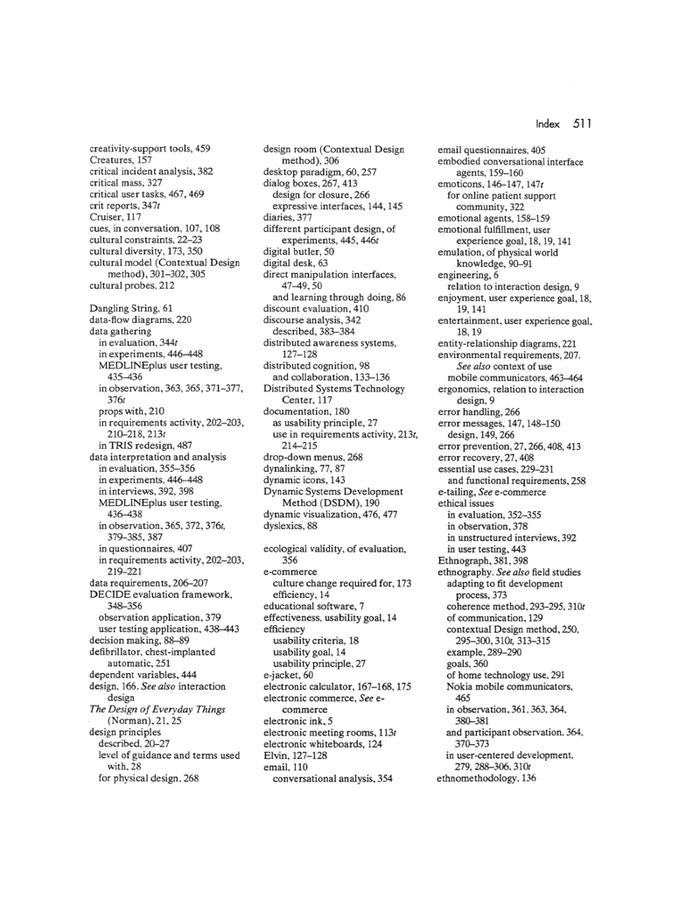 Index 511
creativity-support tools, 459
Creatures, 157
critical incident analysis, 382
critical mass, 327
critical user tasks, 467, 469
crit reports, 347t
Cruiser, 117
cues, in conversation, 107, 108
cultural constraints, 22–23
cultural diversity, 173, 350
cultural model (Contextual Design
method), 301–302, 305
cultural probes, 212
Dangling String, 61
data-flow diagrams, 220
data gathering
in evaluation, 344t
in experiments, 446–448
MEDLINEplus user testing,
435–436
in observation, 363, 365, 371–377,
376t
props with, 210
in requirements activity, 202–203,
210–218, 213t
in TRIS redesign, 487
data interpretation and analysis
in evaluation, 355–356
in experiments, 446–448
in interviews, 392, 398
MEDLINEplus user testing,
436–438
in observation, 365, 372, 376t,
379–385, 387
in questionnaires, 407
in requirements activity, 202–203,
219–221
data requirements, 206–207
DECIDE evaluation framework,
348–356
observation application, 379
user testing application, 438–443
decision making, 88–89
defibrillator, chest-implanted
automatic, 251
dependent variables, 444
design, 166. See also interaction
design
The Design of Everyday Things
(Norman), 21, 25
design principles
described, 20–27
level of guidance and terms used
with, 28
for physical design, 268
design room (Contextual Design
method), 306
desktop paradigm, 60, 257
dialog boxes, 267, 413
design for closure, 266
expressive interfaces, 144, 145
diaries, 377
different participant design, of
experiments, 445, 446t
digital butler, 50
digital desk, 63
direct manipulation interfaces,
47–49, 50
and learning through doing, 86
discount evaluation, 410
discourse analysis, 342
described, 383–384
distributed awareness systems,
127–128
distributed cognition, 98
and collaboration, 133–136
Distributed Systems Technology
Center, 117
documentation, 180
as usability principle, 27
use in requirements activity, 213t,
214–215
drop-down menus, 268
dynalinking, 77, 87
dynamic icons, 143
Dynamic Systems Development
Method (DSDM), 190
dynamic visualization, 476, 477
dyslexics, 88
ecological validity, of evaluation,
356
e-commerce
culture change required for, 173
efficiency, 14
educational software, 7
effectiveness, usability goal, 14
efficiency
usability criteria, 18
usability goal, 14
usability principle, 27
e-jacket, 60
electronic calculator, 167–168, 175
electronic commerce, See e-
commerce
electronic ink, 5
electronic meeting rooms, 113t
electronic whiteboards, 124
Elvin, 127–128
email, 110
conversational analysis, 354
email questionnaires, 405
embodied conversational interface
agents, 159–160
emoticons, 146–147, 147t
for online patient support
community, 322
emotional agents, 158–159
emotional fulfillment, user
experience goal, 18, 19, 141
emulation, of physical world
knowledge, 90–91
engineering, 6
relation to interaction design, 9
enjoyment, user experience goal, 18,
19, 141
entertainment, user experience goal,
18, 19
entity-relationship diagrams, 221
environmental requirements, 207.
See also context of use
mobile communicators, 463–464
ergonomics, relation to interaction
design, 9
error handling, 266
error messages, 147, 148–150
design, 149, 266
error prevention, 27, 266, 408, 413
error recovery, 27, 408
essential use cases, 229–231
and functional requirements, 258
e-tailing, See e-commerce
ethical issues
in evaluation, 352–355
in observation, 378
in unstructured interviews, 392
in user testing, 443
Ethnograph, 381, 398
ethnography. See also field studies
adapting to fit development
process, 373
coherence method, 293–295, 310t
of communication, 129
contextual Design method, 250,
295–300, 310t, 313–315
example, 289–290
goals, 360
of home technology use, 291
Nokia mobile communicators,
465
in observation, 361, 363, 364,
380–381
and participant observation. 364,
370–373
in user-centered development,
279, 288–306, 310t
ethnomethodology, 136